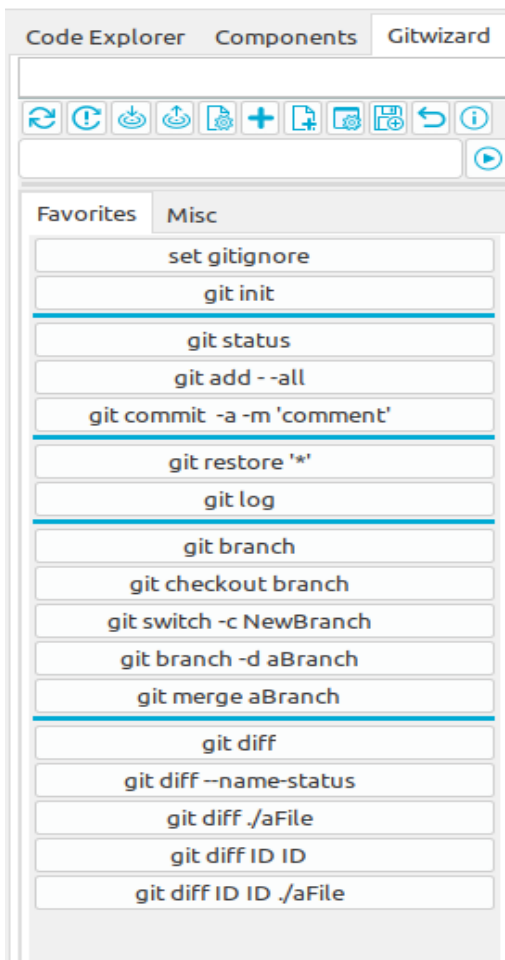 Code Explorer Components Gitwizard
Favorites Misc
set gitignore
git init
git status
git add - -all
git commit -a -m 'comment'
git restore '*'
git log
git branch
git checkout branch
git switch -c NewBranch
git branch -d aBranch
git merge aBranch
git diff
git diff --name-status
git diff ./aFile
git diff ID ID
git diff ID ID ./aFile